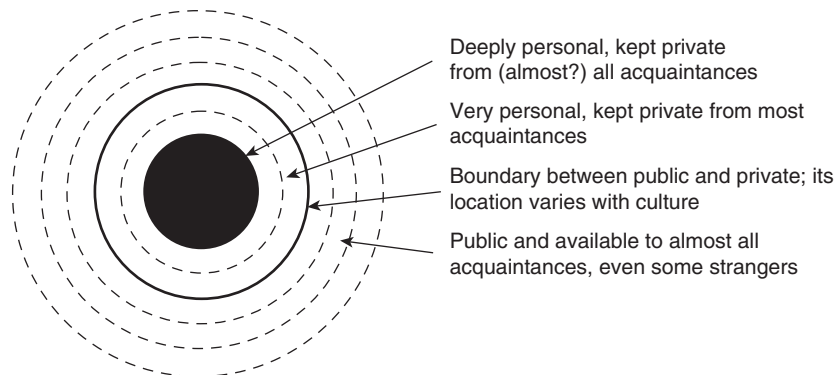 Deeply personal, kept private
from (almost?) all acquaintances
Very personal, kept private from most
acquaintances
Boundary between public and private; its
location varies with culture
Public and available to almost all
acquaintances, even some strangers